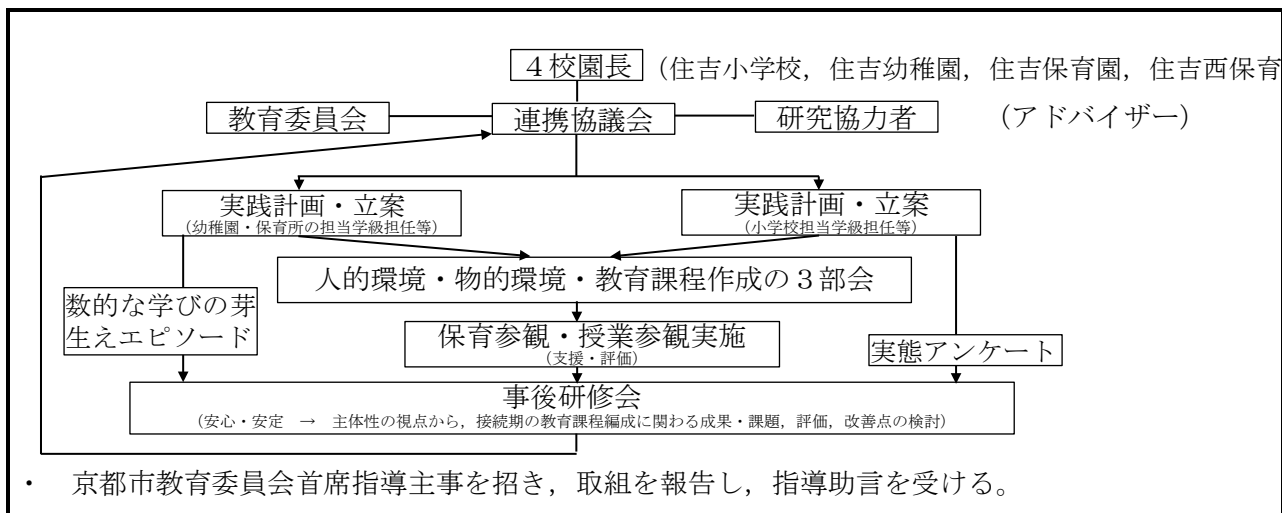 ４校園長 （住吉小学校，住吉幼稚園，住吉保育園，住吉西保育
教育委員会 連携協議会 研究協力者 （アドバイザー）
実践計画・立案
（幼稚園・保育所の担当学級担任等）
実践計画・立案
（小学校担当学級担任等）
人的環境・物的環境・教育課程作成の３部会
数的な学びの芽
生えエピソード
保育参観・授業参観実施
（支援・評価）
実態アンケート
事後研修会
（安心・安定　→　主体性の視点から，接続期の教育課程編成に関わる成果・課題，評価，改善点の検討）
・　京都市教育委員会首席指導主事を招き，取組を報告し，指導助言を受ける。